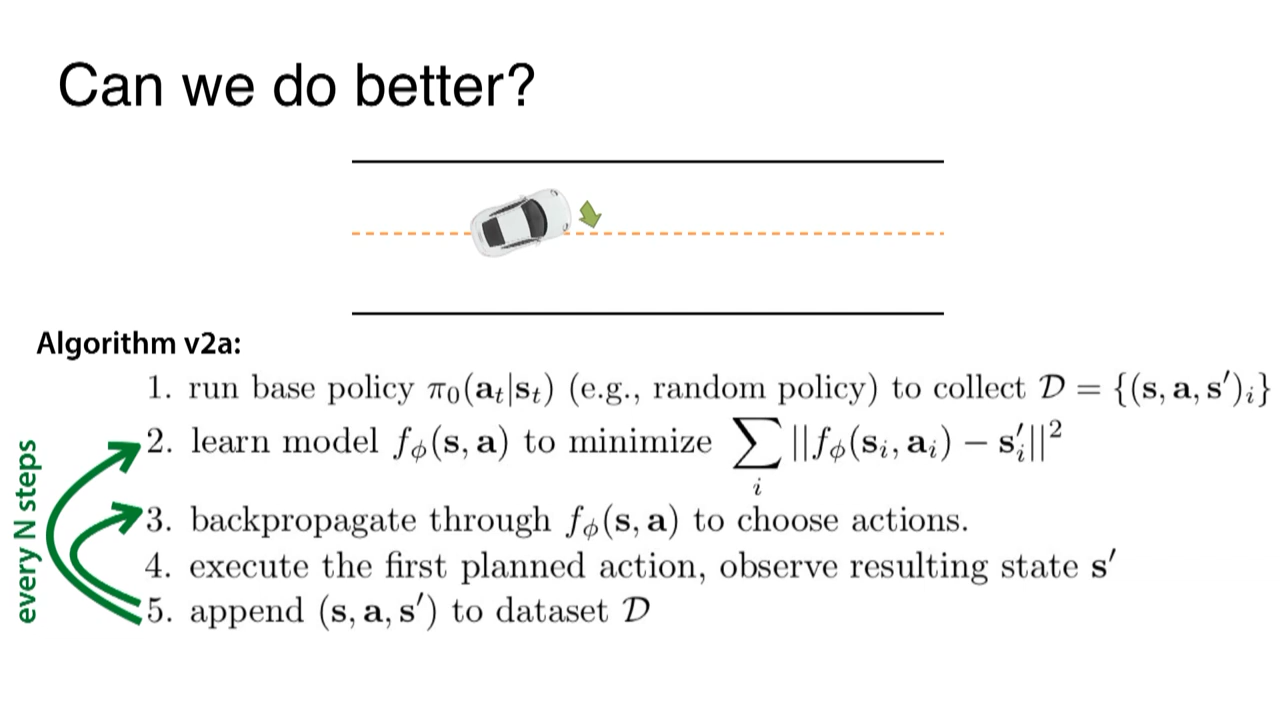 Can we do better?
Algorithm v2a:
1. run base policy π₀(aₜ|sₜ) (e.g., random policy) to collect 𝒟 = {(s, a, s′)ᵢ}
2. learn model f_ϕ(s, a) to minimize ∑ᵢ ||f_ϕ(sᵢ, aᵢ) − s′ᵢ||²
3. backpropagate through f_ϕ(s, a) to choose actions.
4. execute the first planned action, observe resulting state s′
5. append (s, a, s′) to dataset 𝒟
every N steps